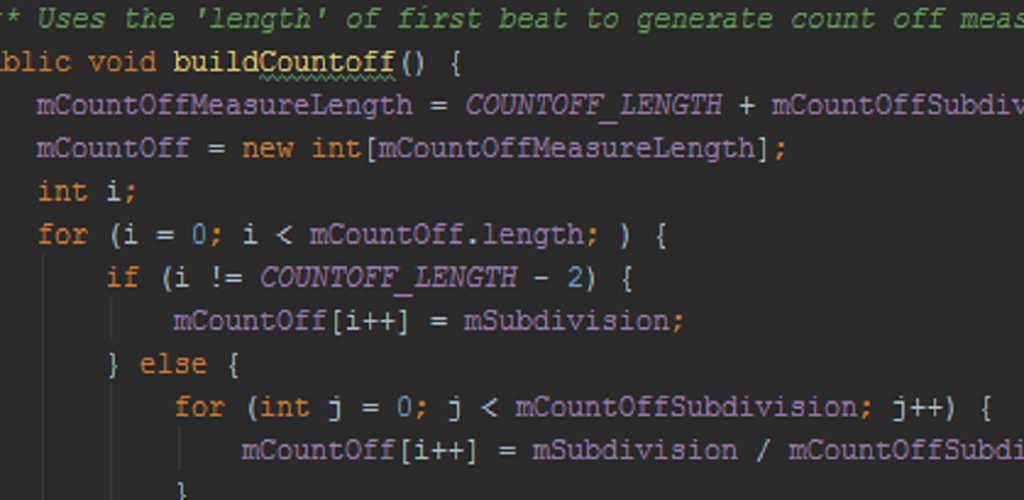 * Uses the 'length' of first beat to generate count off meas
blic void buildCountoff() {
mCountOffMeasureLength = COUNTOFF_LENGTH + mCountOffSubdiv
mCountOff = new int[mCountOffMeasureLength];
int i;
for (i = 0; i < mCountOff.length; ) {
if (i != COUNTOFF_LENGTH - 2) {
mCountOff[i++] = mSubdivision;
} else {
for (int j = 0; j < mCountOffSubdivision; j++) {
mCountOff[i++] = mSubdivision / mCountOffSubdi
}